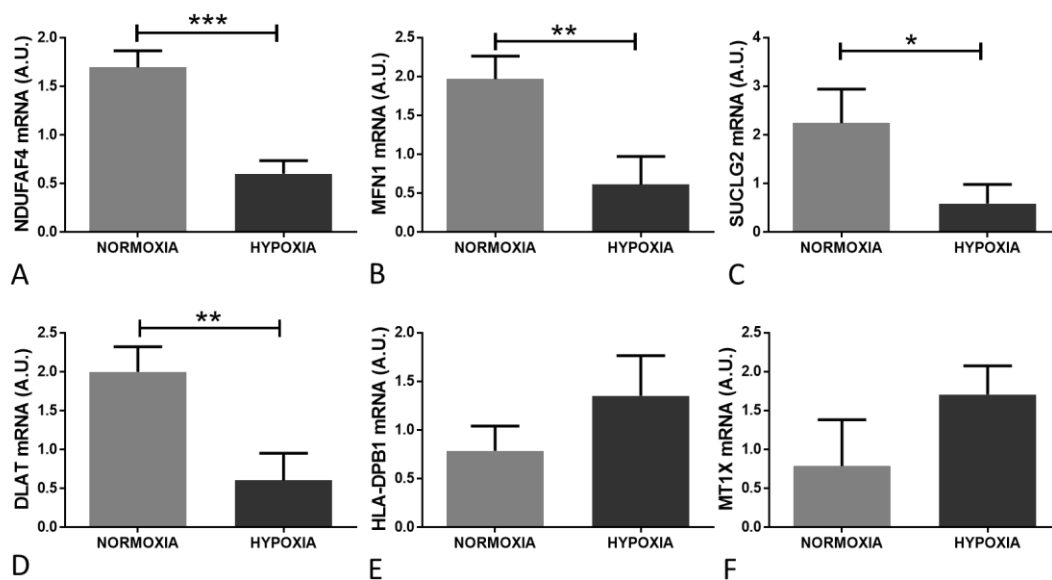 ***
NDUFAF4 mRNA (A.U.)
2.0
1.5
1.0
0.5
0.0
NORMOXIA HYPOXIA
A
**
MFN1 mRNA (A.U.)
2.5
2.0
1.5
1.0
0.5
0.0
NORMOXIA HYPOXIA
B
*
SUCLG2 mRNA (A.U.)
4
3
2
1
0
NORMOXIA HYPOXIA
C
**
DLAT mRNA (A.U.)
2.5
2.0
1.5
1.0
0.5
0.0
NORMOXIA HYPOXIA
D
HLA-DPB1 mRNA (A.U.)
2.0
1.5
1.0
0.5
0.0
NORMOXIA HYPOXIA
E
MT1X mRNA (A.U.)
2.5
2.0
1.5
1.0
0.5
0.0
NORMOXIA HYPOXIA
F